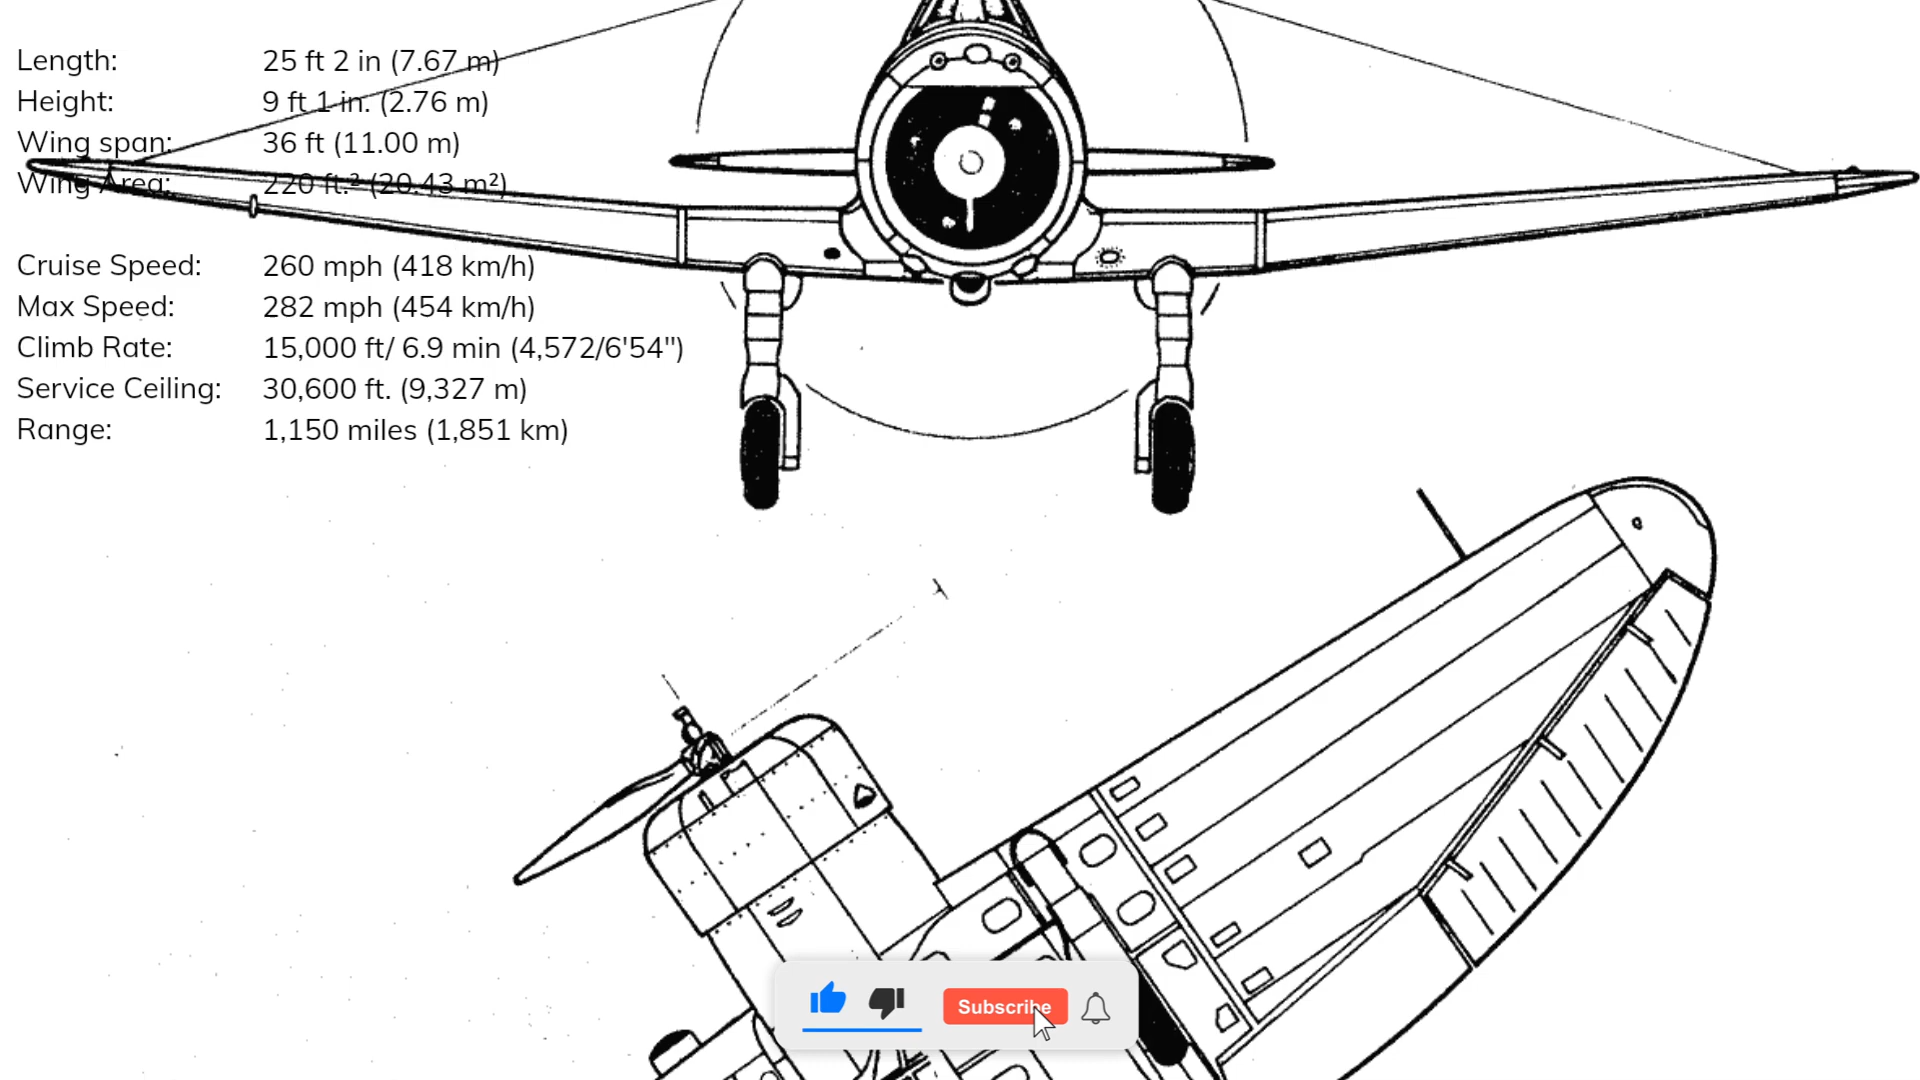 Length: 25 ft 2 in (7.67 m)
Height: 9 ft 1 in. (2.76 m)
Wing span: 36 ft (11.00 m)
Wing Area: 220 ft.² (20.43 m²)
Cruise Speed: 260 mph (418 km/h)
Max Speed: 282 mph (454 km/h)
Climb Rate: 15,000 ft/ 6.9 min (4,572/6'54")
Service Ceiling: 30,600 ft. (9,327 m)
Range: 1,150 miles (1,851 km)
Subscribe